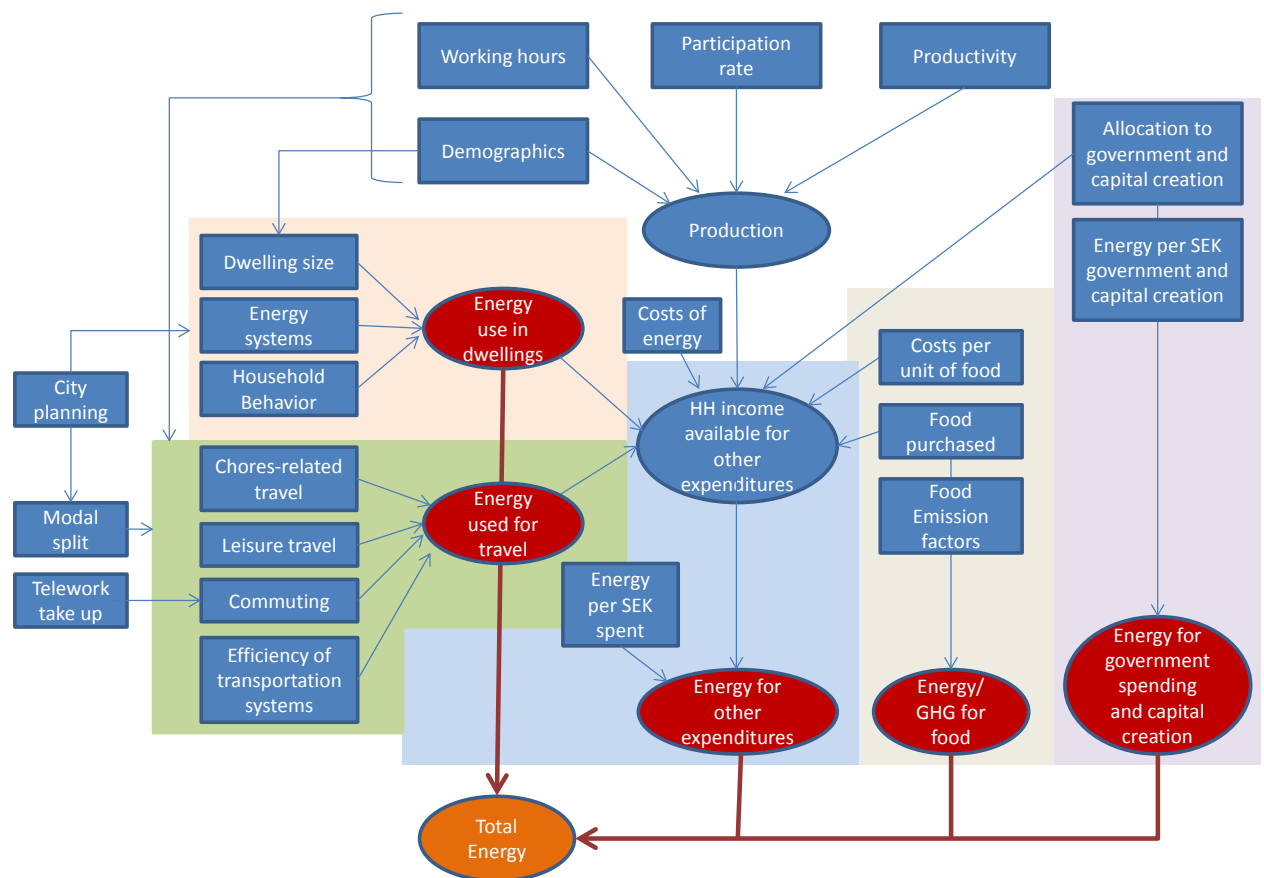 Working hours
Participation
rate
Productivity
Demographics
Allocation to
government and
capital creation
Production
Energy per SEK
government and
capital creation
Dwelling size
Energy
systems
Household
Behavior
Energy
use in
dwellings
Costs of
energy
Costs per
unit of food
City
planning
HH income
available for
other
expenditures
Food
purchased
Food
Emission
factors
Chores-related
travel
Leisure travel
Commuting
Efficiency of
transportation
systems
Energy
used for
travel
Modal
split
Telework
take up
Energy
per SEK
spent
Energy for
other
expenditures
Energy/
GHG for
food
Energy for
government
spending
and capital
creation
Total
Energy